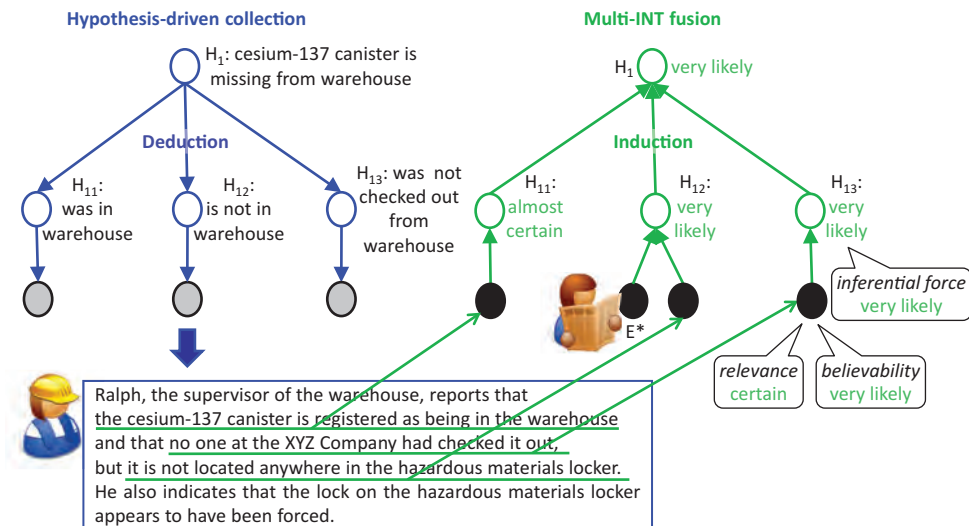 Hypothesis-driven collection
H1: cesium-137 canister is
missing from warehouse
Deduction
H11:
was in
warehouse
H12:
is not in
warehouse
H13: was not
checked out
from
warehouse
Multi-INT fusion
H1
very likely
Induction
H11:
almost
certain
H12:
very
likely
H13:
very
likely
inferential force
very likely
E*
relevance
certain
believability
very likely
Ralph, the supervisor of the warehouse, reports that
the cesium-137 canister is registered as being in the warehouse
and that no one at the XYZ Company had checked it out,
but it is not located anywhere in the hazardous materials locker.
He also indicates that the lock on the hazardous materials locker
appears to have been forced.